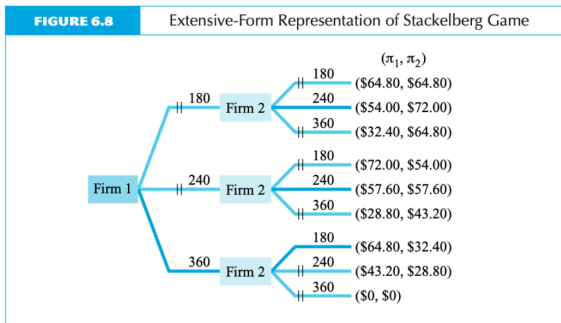 FIGURE 6.8 Extensive-Form Representation of Stackelberg Game
(π1, π2)
180 ($64.80, $64.80)
180 Firm 2 240 ($54.00, $72.00)
360 ($32.40, $64.80)
180 ($72.00, $54.00)
Firm 1 240 Firm 2 240 ($57.60, $57.60)
360 ($28.80, $43.20)
180 ($64.80, $32.40)
360 Firm 2 240 ($43.20, $28.80)
360 ($0, $0)